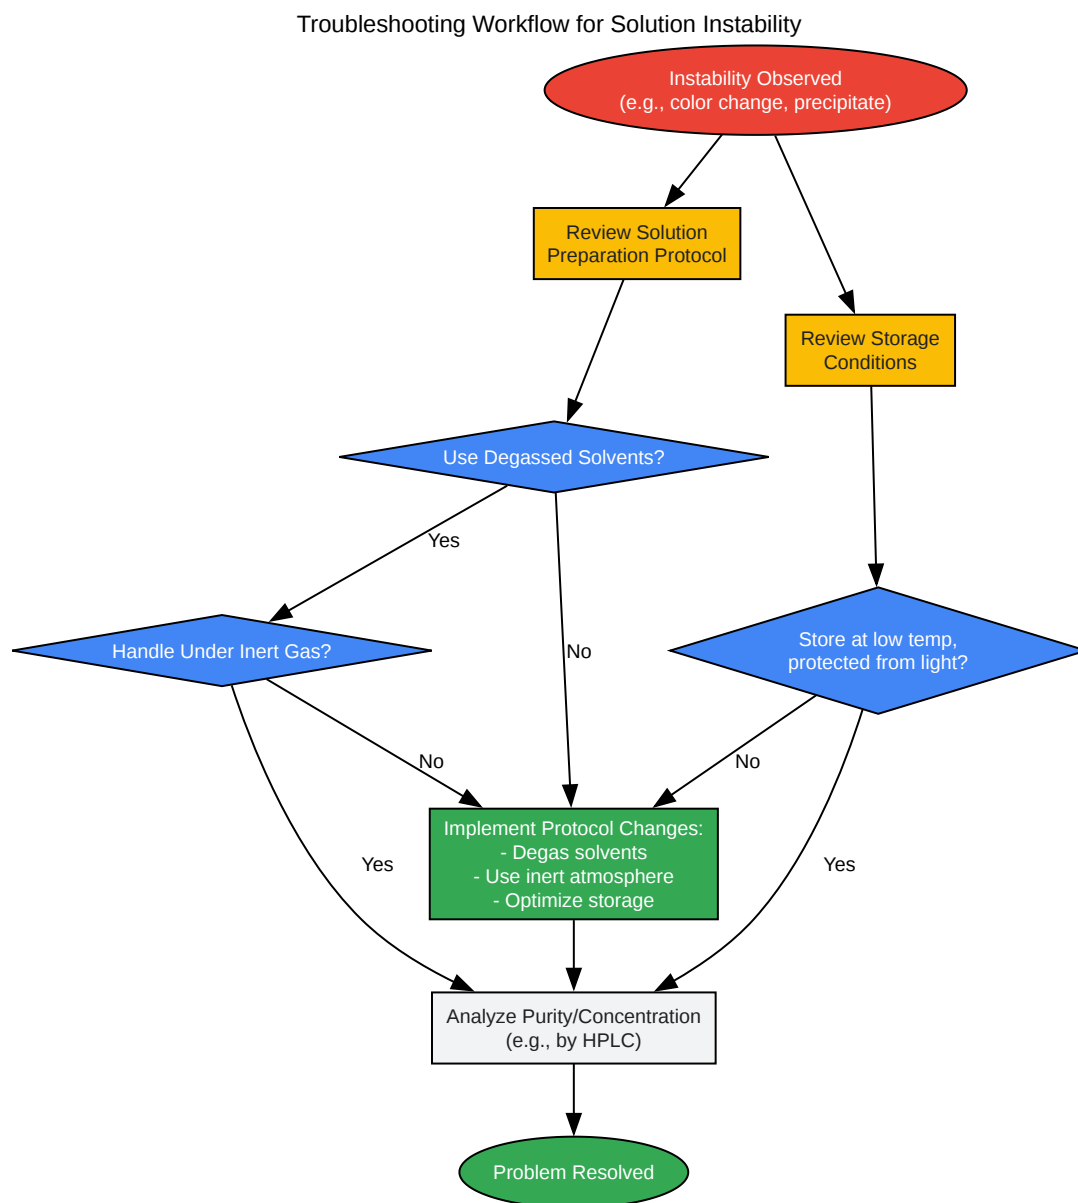 Troubleshooting Workflow for Solution Instability
Instability Observed
(e.g., color change, precipitate)
Review Solution
Preparation Protocol
Review Storage
Conditions
Use Degassed Solvents?
Yes
No
Handle Under Inert Gas?
Store at low temp,
protected from light?
No
No
Yes
Yes
Implement Protocol Changes:
- Degas solvents
- Use inert atmosphere
- Optimize storage
Analyze Purity/Concentration
(e.g., by HPLC)
Problem Resolved